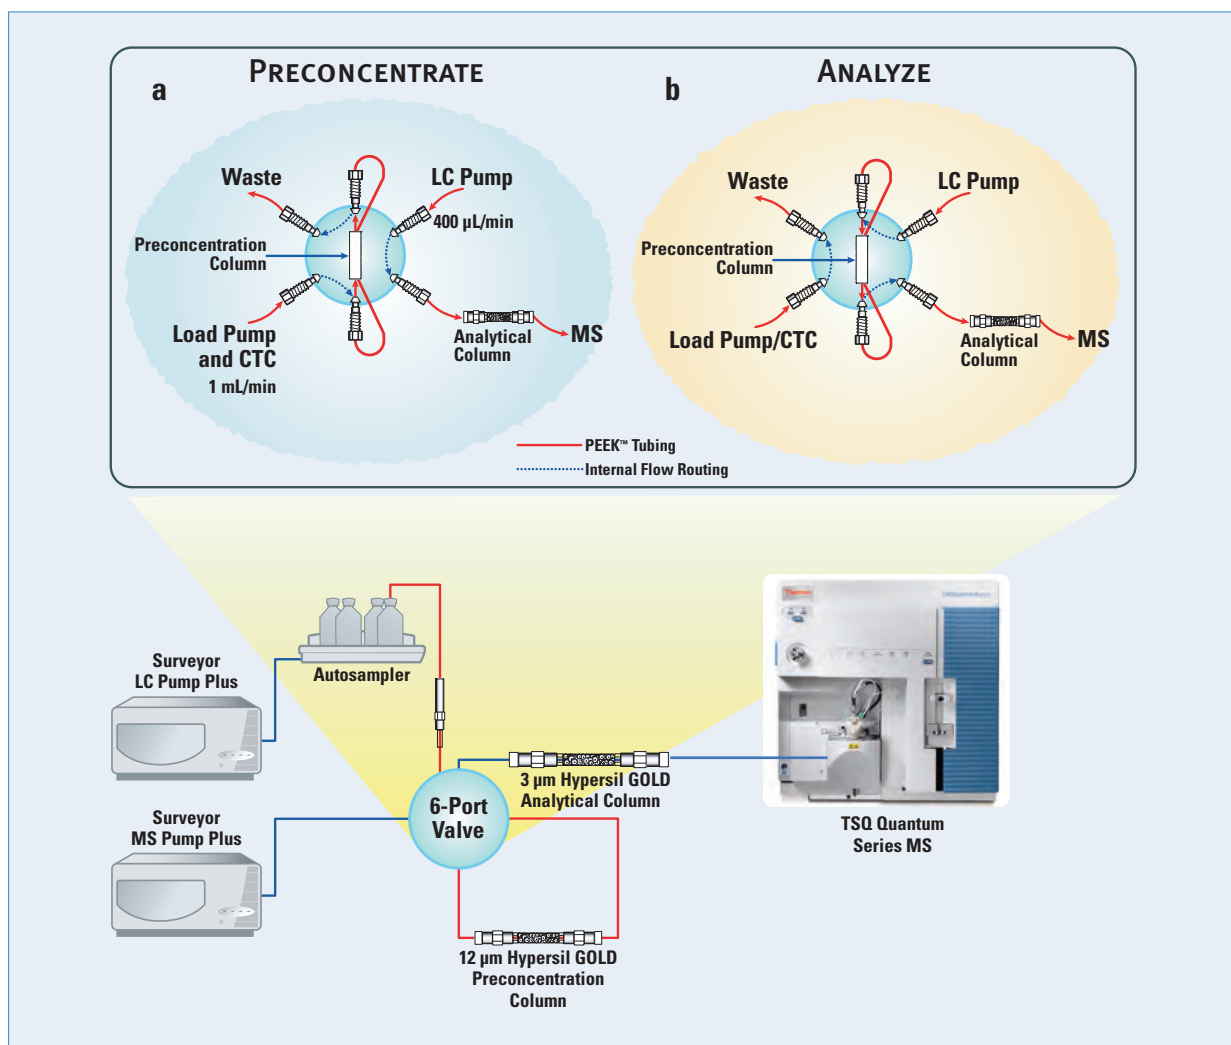 PRECONCENTRATE
a
Waste
LC Pump
400 µL/min
Preconcentration
Column
Load Pump
and CTC
1 mL/min
Analytical
Column
MS
ANALYZE
b
Waste
LC Pump
Preconcentration
Column
Load Pump/CTC
Analytical
Column
MS
PEEK™ Tubing
Internal Flow Routing
Autosampler
Surveyor
LC Pump Plus
Thermo
3 µm Hypersil GOLD
Analytical Column
6-Port
Valve
Surveyor
MS Pump Plus
TSQ Quantum
Series MS
12 µm Hypersil GOLD
Preconcentration
Column